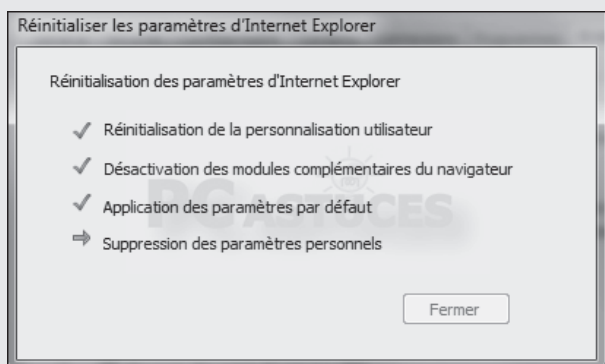 Réinitialiser les paramètres d'Internet Explorer
Réinitialisation des paramètres d'Internet Explorer
Réinitialisation de la personnalisation utilisateur
Désactivation des modules complémentaires du navigateur
Application des paramètres par défaut
Suppression des paramètres personnels
PC ASTUCES
Fermer